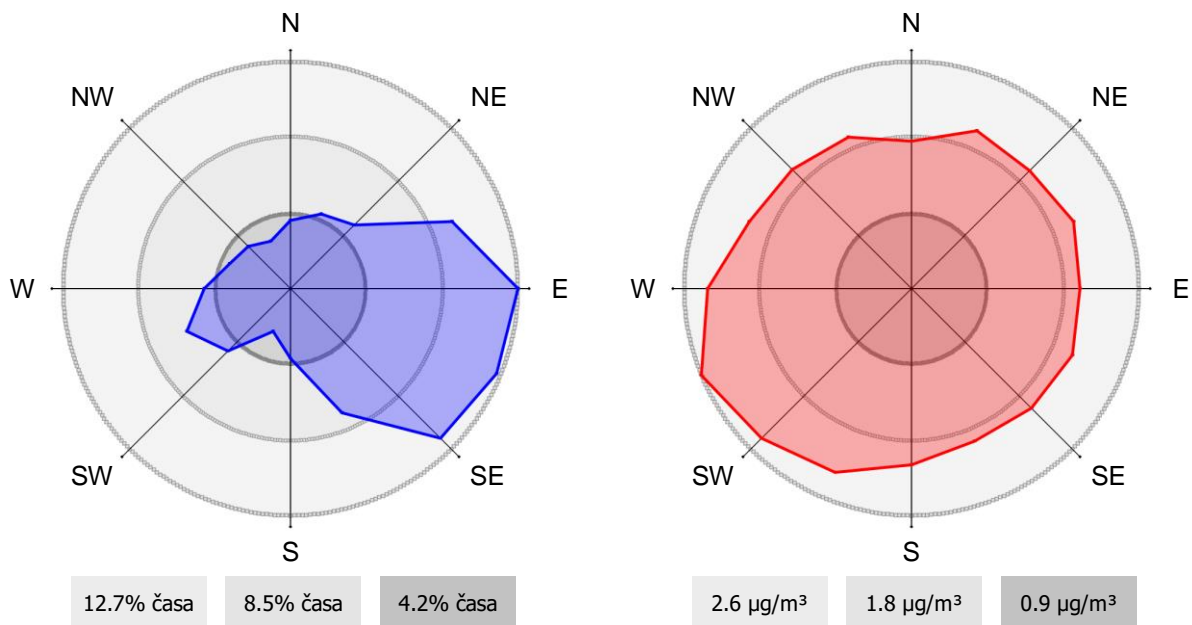 N
NE
E
SE
S
SW
W
NW
12.7% časa
8.5% časa
4.2% časa
N
NE
E
SE
S
SW
W
NW
2.6 µg/m³
1.8 µg/m³
0.9 µg/m³